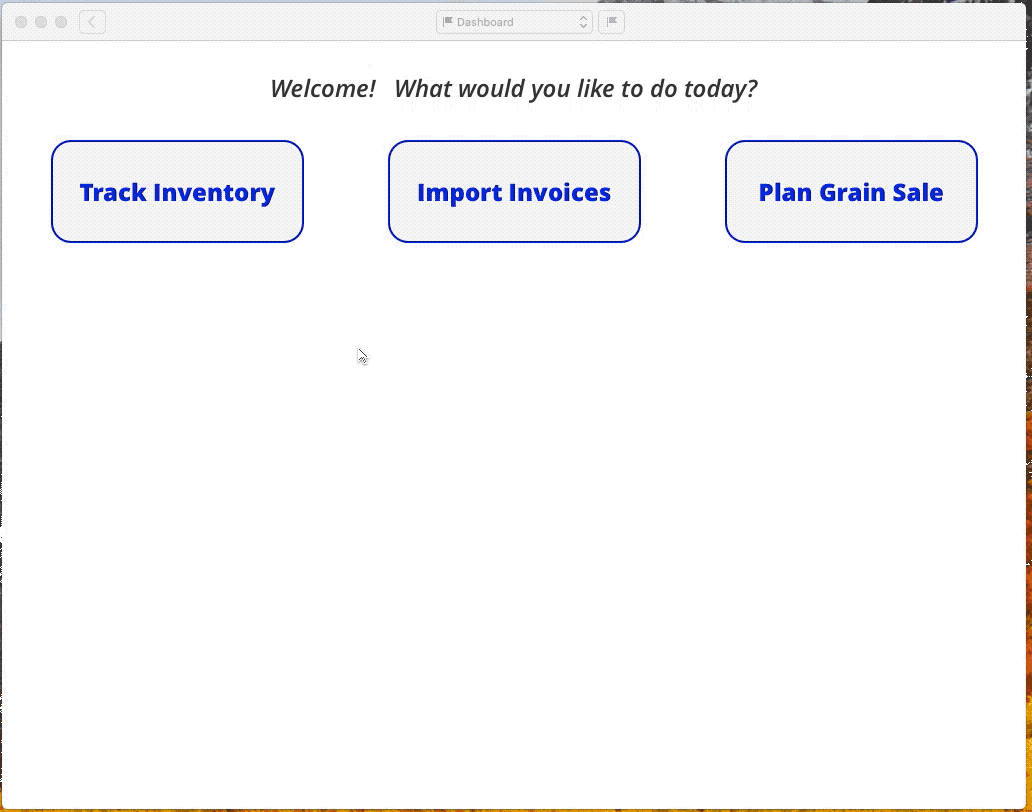 Dashboard
Welcome!   What would you like to do today?
Track Inventory
Import Invoices
Plan Grain Sale